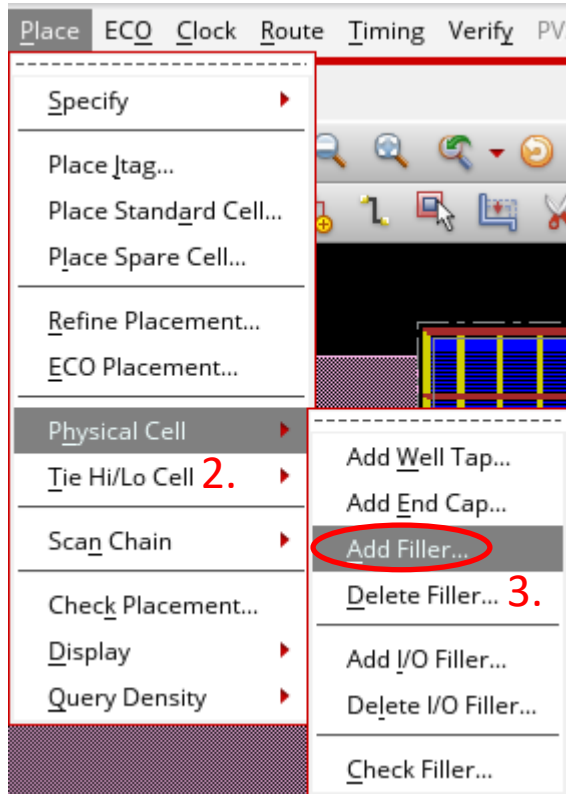 Place ECO Clock Route Timing Verify PV
Specify
Place Jtag...
Place Standard Cell...
Place Spare Cell...
Refine Placement...
ECO Placement...
Physical Cell
Tie Hi/Lo Cell 2.
Scan Chain
Check Placement...
Display
Query Density
Add Well Tap...
Add End Cap...
Add Filler...
Delete Filler... 3.
Add I/O Filler...
Delete I/O Filler...
Check Filler...